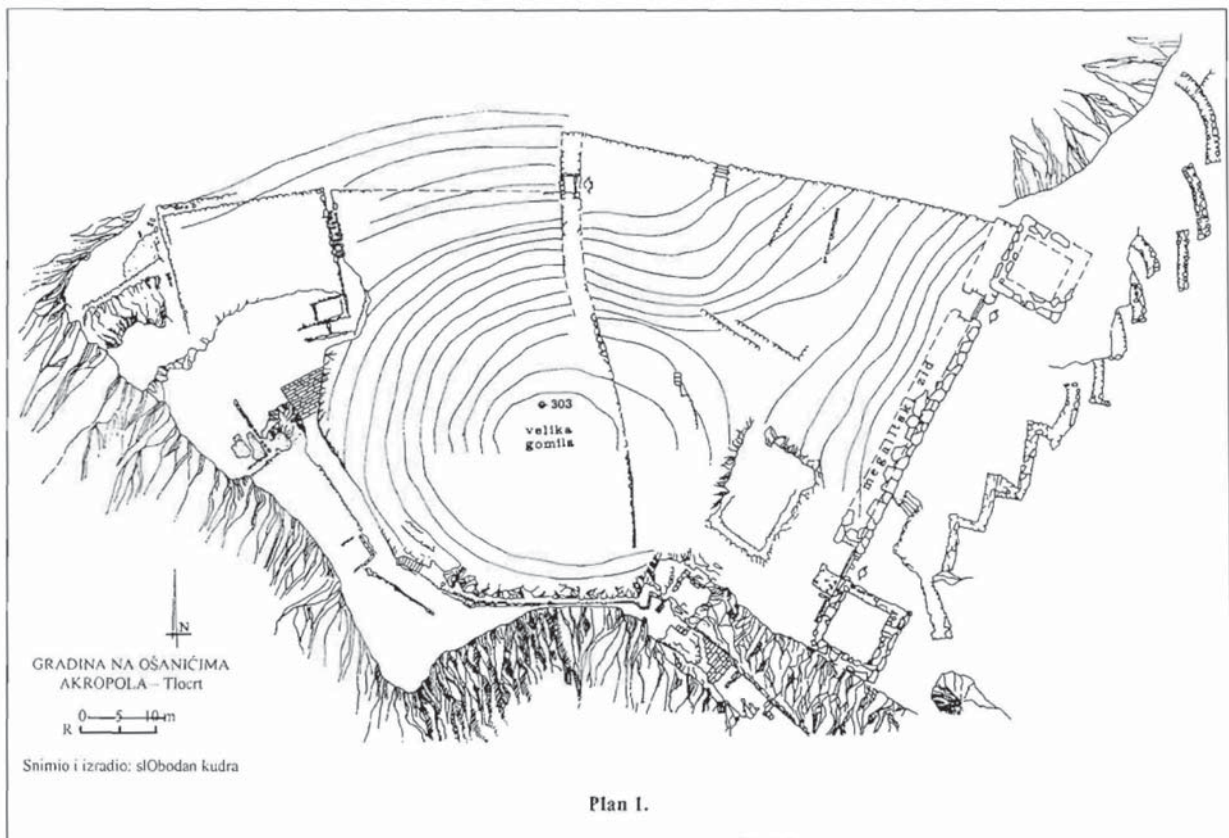 303
velika
gomila
megalitski zid
N
GRADINA NA OŠANIĆIMA
AKROPOLA – Tlocrt
0 5 10 m
R
Snimio i izradio: slObodan kudra
Plan 1.